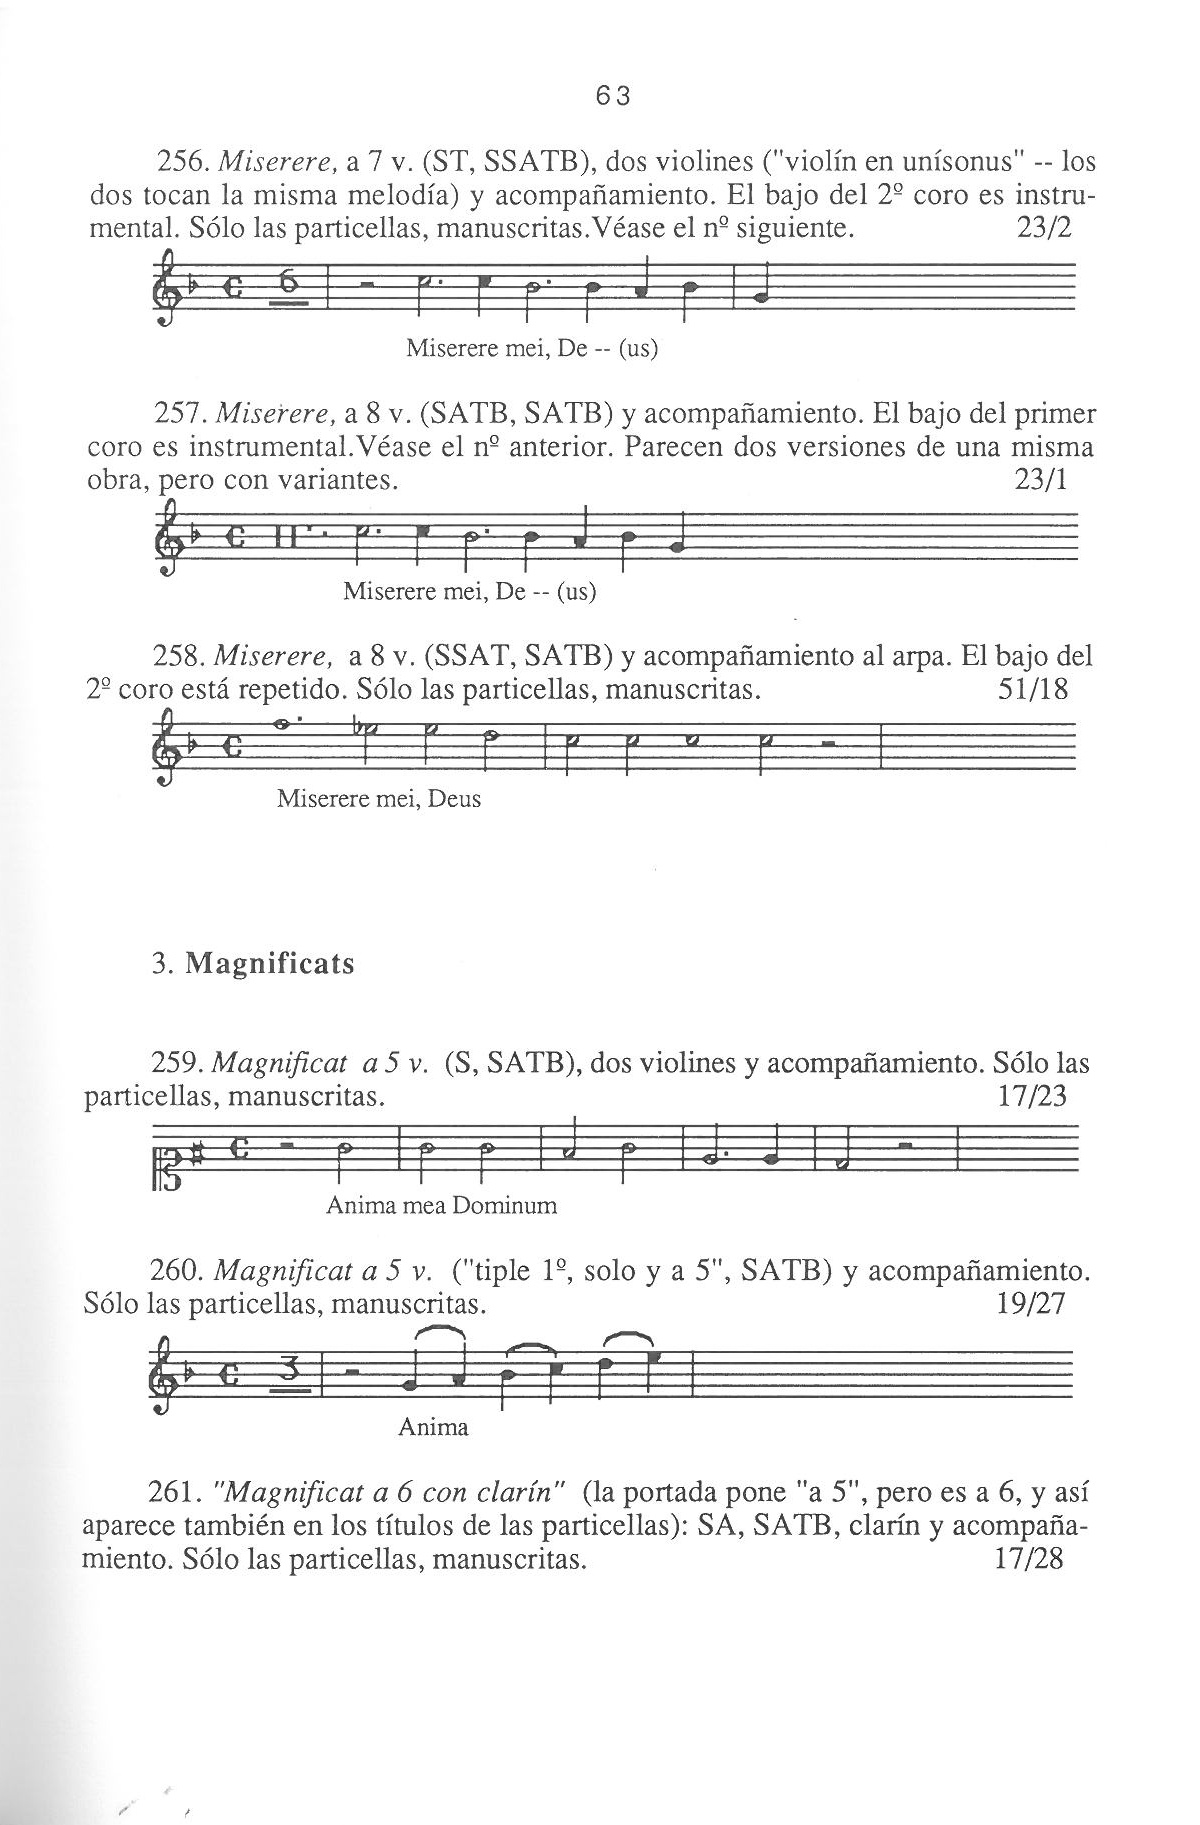 63
256. Miserere, a 7 v. (ST, SSATB), dos violines ("violín en unísonus" -- los
dos tocan la misma melodía) y acompañamiento. El bajo del 2º coro es instru-
mental. Sólo las particellas, manuscritas.Véase el nº siguiente. 23/2
6
Miserere mei, De -- (us)
257. Miserere, a 8 v. (SATB, SATB) y acompañamiento. El bajo del primer
coro es instrumental.Véase el nº anterior. Parecen dos versiones de una misma
obra, pero con variantes. 23/1
Miserere mei, De -- (us)
258. Miserere, a 8 v. (SSAT, SATB) y acompañamiento al arpa. El bajo del
2º coro está repetido. Sólo las particellas, manuscritas. 51/18
Miserere mei, Deus
3. Magnificats
259. Magnificat a 5 v. (S, SATB), dos violines y acompañamiento. Sólo las
particellas, manuscritas. 17/23
Anima mea Dominum
260. Magnificat a 5 v. ("tiple 1º, solo y a 5", SATB) y acompañamiento.
Sólo las particellas, manuscritas. 19/27
3
Anima
261. "Magnificat a 6 con clarín" (la portada pone "a 5", pero es a 6, y así
aparece también en los títulos de las particellas): SA, SATB, clarín y acompaña-
miento. Sólo las particellas, manuscritas. 17/28